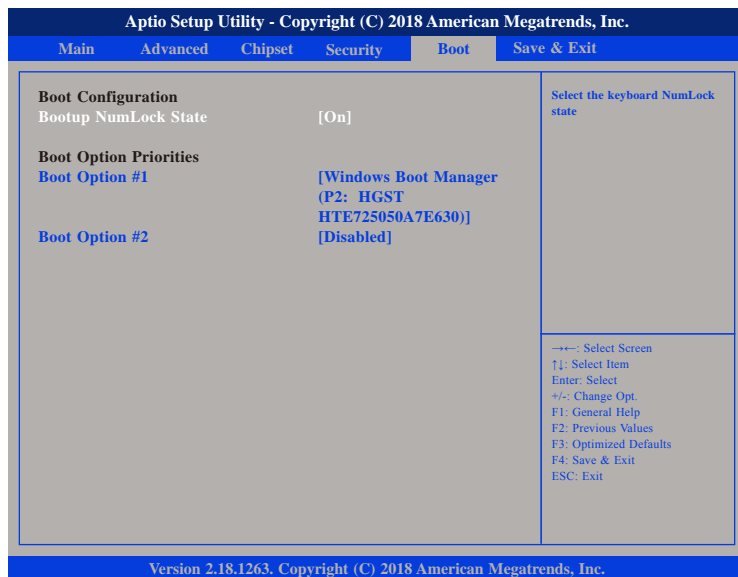 Aptio Setup Utility - Copyright (C) 2018 American Megatrends, Inc.
Main Advanced Chipset Security Boot Save & Exit
Boot Configuration
Bootup NumLock State [On]
Boot Option Priorities
Boot Option #1 [Windows Boot Manager
(P2: HGST
HTE725050A7E630)]
Boot Option #2 [Disabled]
Select the keyboard NumLock
state
→←: Select Screen
↑↓: Select Item
Enter: Select
+/-: Change Opt.
F1: General Help
F2: Previous Values
F3: Optimized Defaults
F4: Save & Exit
ESC: Exit
Version 2.18.1263. Copyright (C) 2018 American Megatrends, Inc.